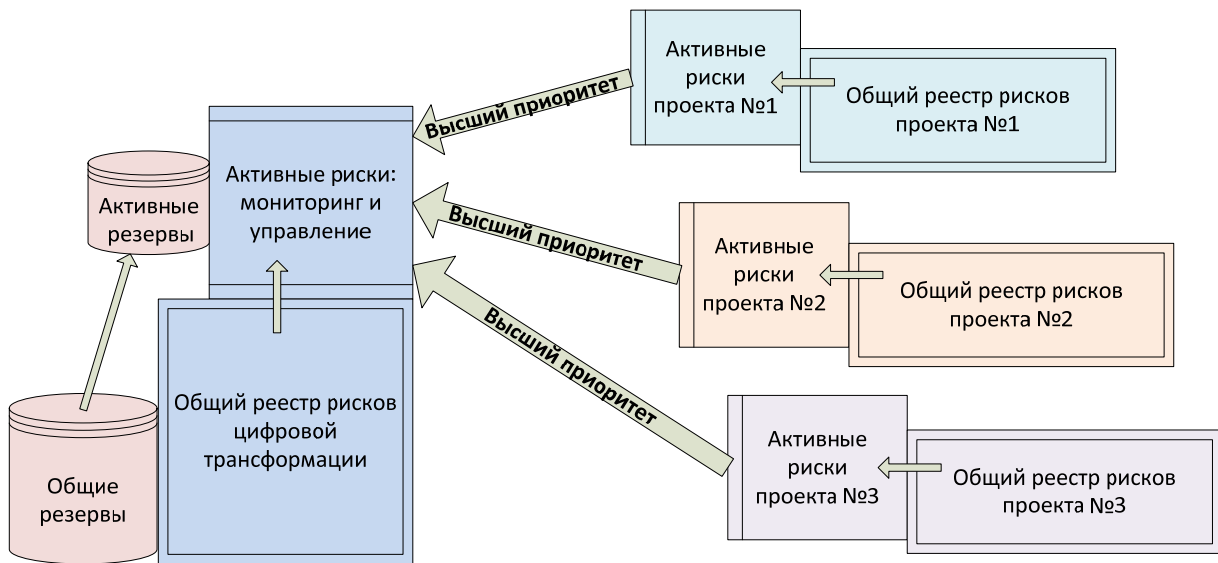 Активные
риски
проекта №1
Общий реестр рисков
проекта №1
Высший приоритет
Активные риски:
мониторинг и
управление
Активные
резервы
Высший приоритет
Активные
риски
проекта №2
Общий реестр рисков
проекта №2
Высший приоритет
Общий реестр рисков
цифровой
трансформации
Общие
резервы
Активные
риски
проекта №3
Общий реестр рисков
проекта №3